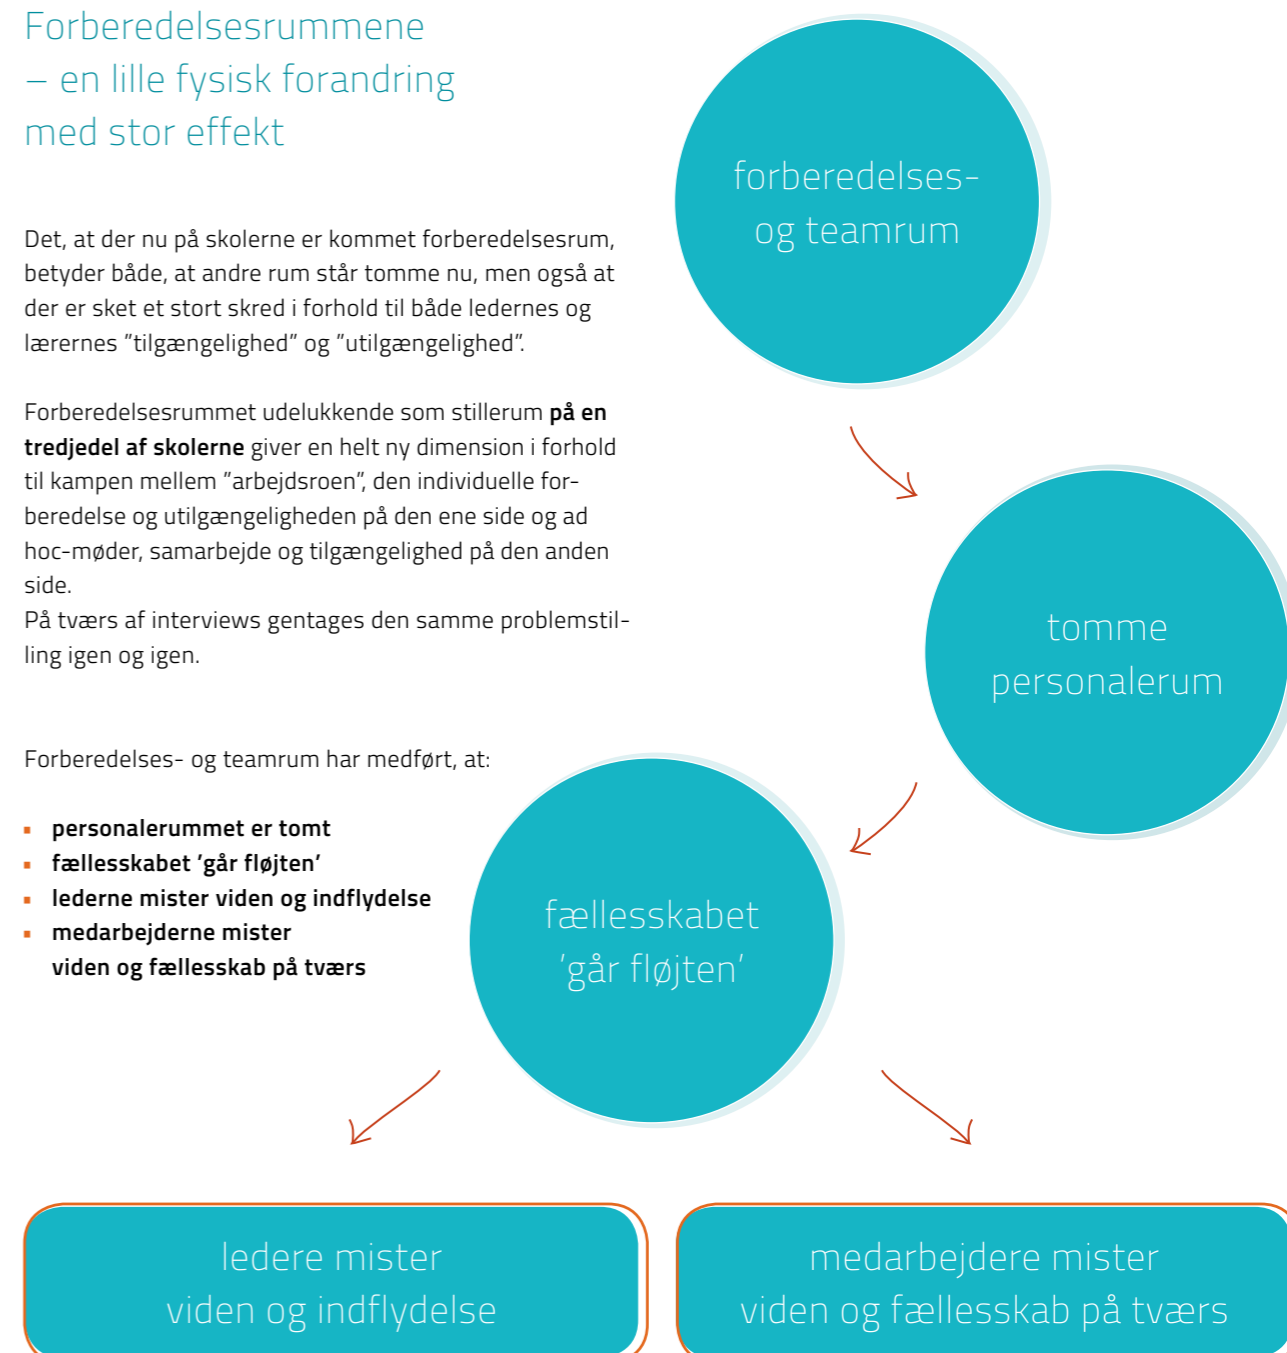 Forberedelsesrummene
– en lille fysisk forandring
med stor effekt
Det, at der nu på skolerne er kommet forberedelsesrum,
betyder både, at andre rum står tomme nu, men også at
der er sket et stort skred i forhold til både ledernes og
lærernes ”tilgængelighed” og ”utilgængelighed”.
Forberedelsesrummet udelukkende som stillerum på en
tredjedel af skolerne giver en helt ny dimension i forhold
til kampen mellem ”arbejdsroen”, den individuelle for-
beredelse og utilgængeligheden på den ene side og ad
hoc-møder, samarbejde og tilgængelighed på den anden
side.
På tværs af interviews gentages den samme problemstil-
ling igen og igen.
Forberedelses- og teamrum har medført, at:
▪ personalerummet er tomt
▪ fællesskabet ’går fløjten’
▪ lederne mister viden og indflydelse
▪ medarbejderne mister
viden og fællesskab på tværs
forberedelses-
og teamrum
tomme
personalerum
fællesskabet
’går fløjten’
ledere mister
viden og indflydelse
medarbejdere mister
viden og fællesskab på tværs